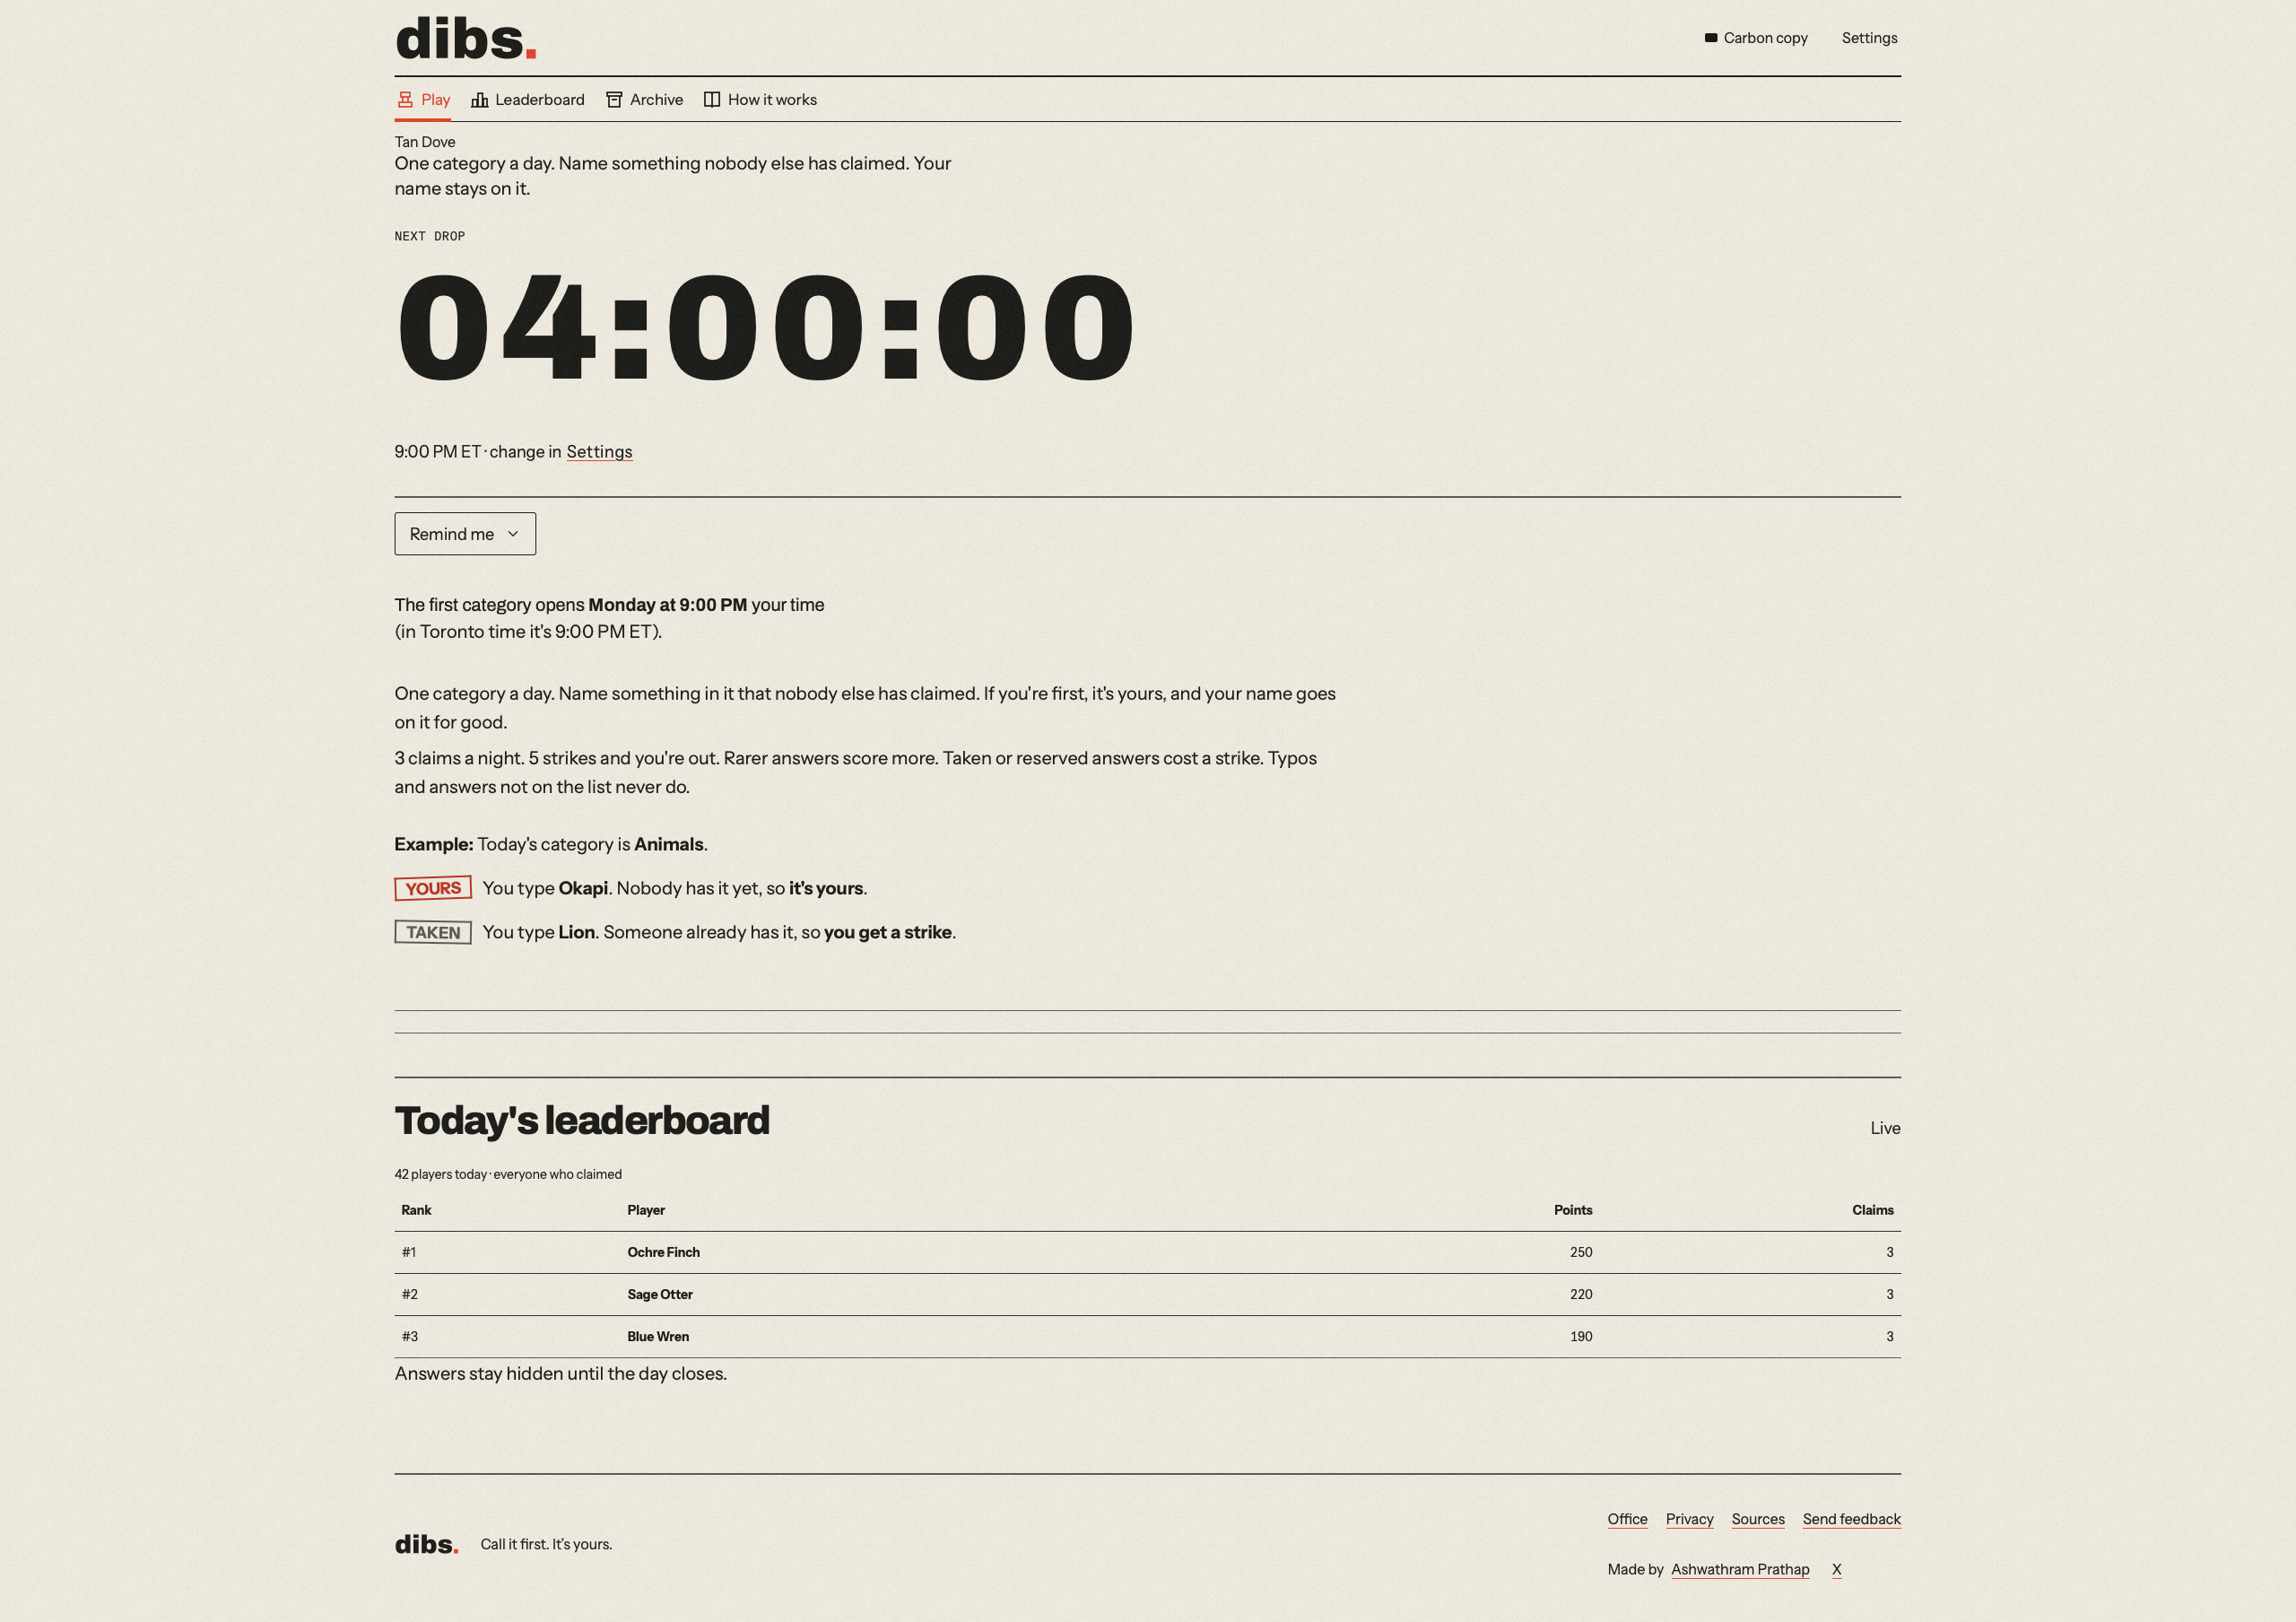 dibs.
Carbon copy Settings
Play Leaderboard Archive How it works
Tan Dove
One category a day. Name something nobody else has claimed. Your
name stays on it.
NEXT DROP
04:00:00
9:00 PM ET · change in Settings
Remind me
The first category opens Monday at 9:00 PM your time
(in Toronto time it's 9:00 PM ET).
One category a day. Name something in it that nobody else has claimed. If you're first, it's yours, and your name goes
on it for good.
3 claims a night. 5 strikes and you're out. Rarer answers score more. Taken or reserved answers cost a strike. Typos
and answers not on the list never do.
Example: Today's category is Animals.
YOURS You type Okapi. Nobody has it yet, so it's yours.
TAKEN You type Lion. Someone already has it, so you get a strike.
Today's leaderboard
Live
42 players today · everyone who claimed
Rank Player Points Claims
#1 Ochre Finch 250 3
#2 Sage Otter 220 3
#3 Blue Wren 190 3
Answers stay hidden until the day closes.
Office Privacy Sources Send feedback
dibs. Call it first. It's yours.
Made by Ashwathram Prathap X